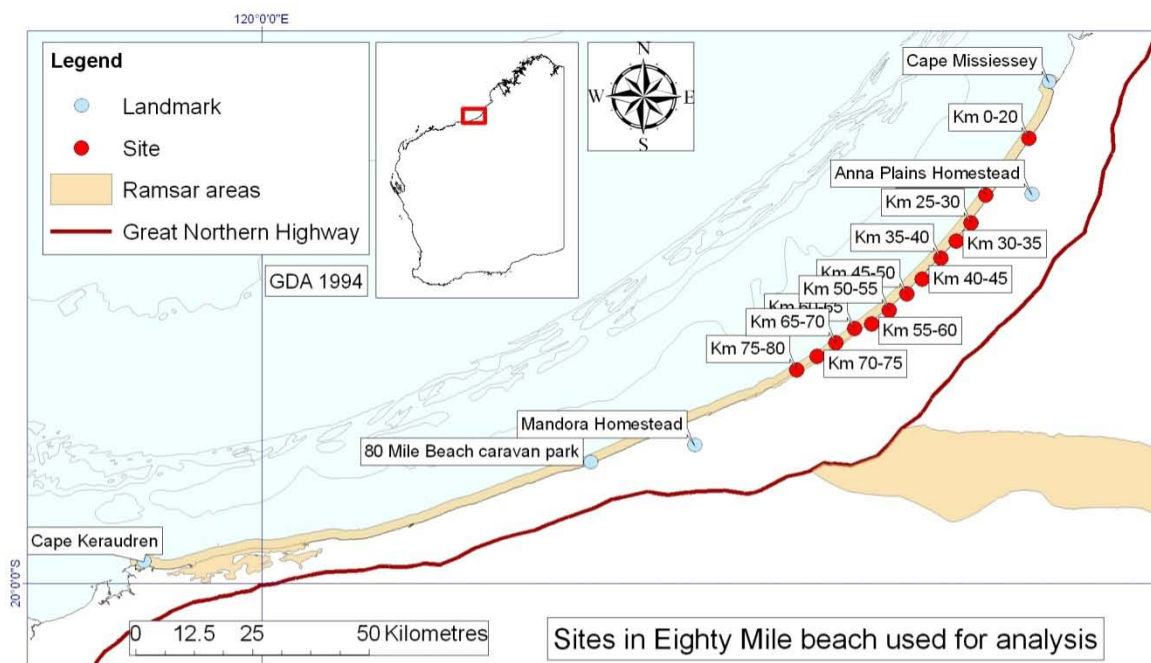 120°0'0"E
Legend
Landmark
Site
Ramsar areas
Great Northern Highway
GDA 1994
N
W
E
S
Cape Missiessey
Km 0-20
Anna Plains Homestead
Km 25-30
Km 35-40
Km 30-35
Km 45-50
Km 40-45
Km 50-55
Km 60-65
Km 65-70
Km 55-60
Km 75-80
Km 70-75
Mandora Homestead
80 Mile Beach caravan park
Cape Keraudren
20°0'0"S
0 12.5 25 50 Kilometres
Sites in Eighty Mile beach used for analysis